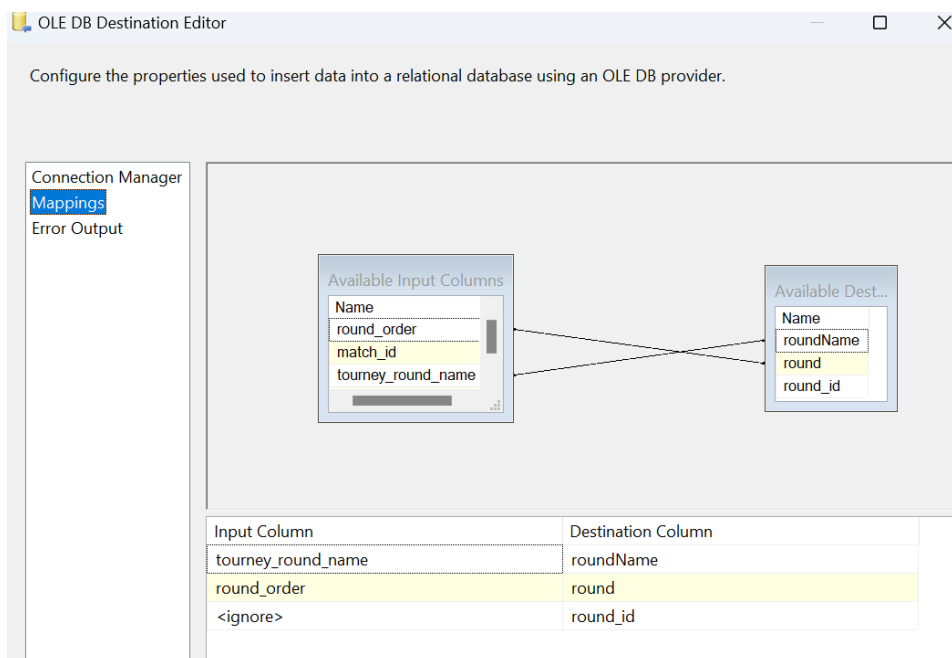 OLE DB Destination Editor
Configure the properties used to insert data into a relational database using an OLE DB provider.
Connection Manager
Mappings
Error Output
Available Input Columns
Name
round_order
match_id
tourney_round_name
Available Dest...
Name
roundName
round
round_id
Input Column Destination Column
tourney_round_name roundName
round_order round
<ignore> round_id